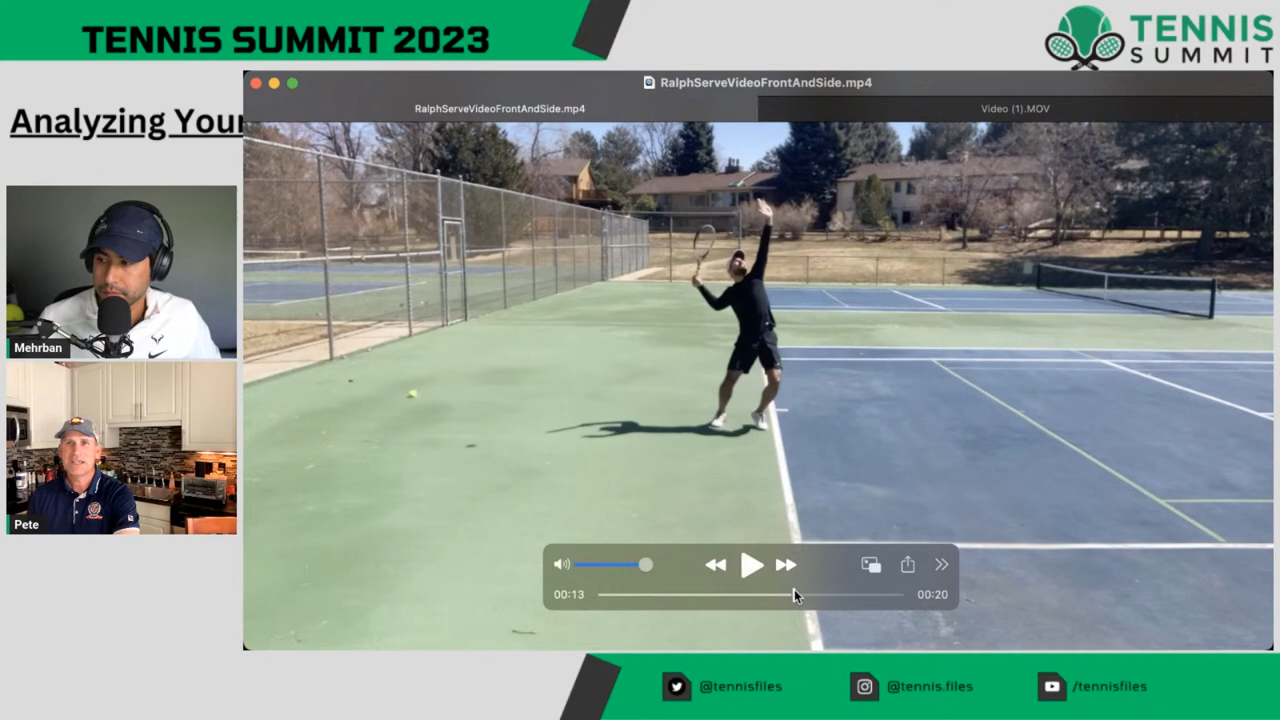 TENNIS SUMMIT 2023
TENNIS
SUMMIT
RalphServeVideoFrontAndSide.mp4
RalphServeVideoFrontAndSide.mp4
Video (1).MOV
Analyzing Your
Mehrban
Pete
00:13
00:20
@tennisfiles
@tennis.files
/tennisfiles